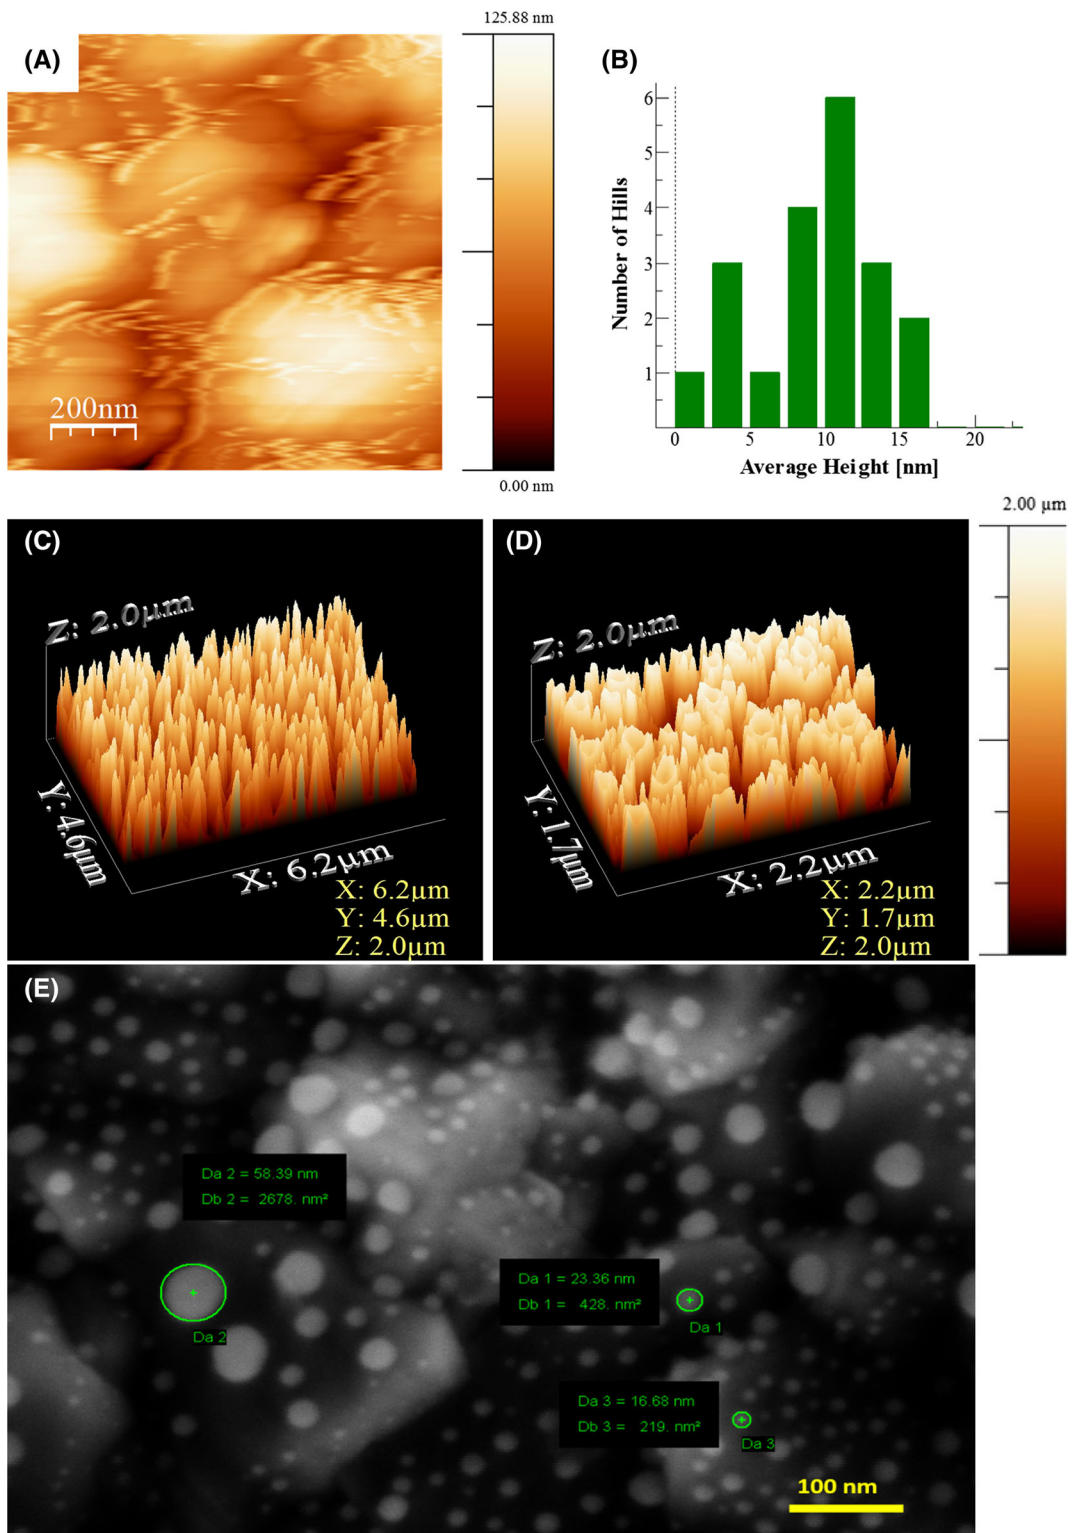 (A)
125.88 nm
0.00 nm
200nm
(B)
Number of Hills
6
5
4
3
2
1
0
5
10
15
20
Average Height [nm]
2.00 µm
(C)
Z: 2.0µm
Y: 4.6µm
X: 6.2µm
X: 6.2µm
Y: 4.6µm
Z: 2.0µm
(D)
Z: 2.0µm
Y: 1.7µm
X: 2.2µm
X: 2.2µm
Y: 1.7µm
Z: 2.0µm
(E)
Da 2 = 58.39 nm
Db 2 = 2678. nm²
Da 2
Da 1 = 23.36 nm
Db 1 = 428. nm²
Da 1
Da 3 = 16.68 nm
Db 3 = 219. nm²
Da 3
100 nm